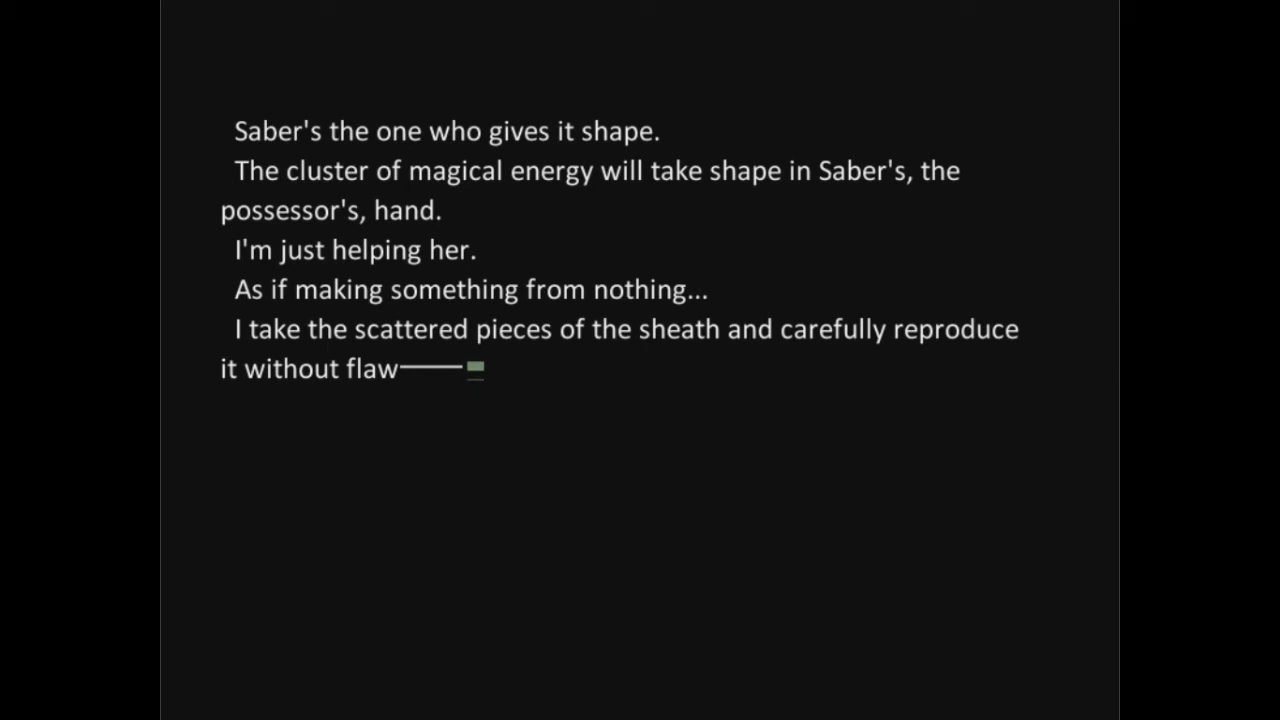 Saber's the one who gives it shape.
The cluster of magical energy will take shape in Saber's, the
possessor's, hand.
I'm just helping her.
As if making something from nothing...
I take the scattered pieces of the sheath and carefully reproduce
it without flaw――